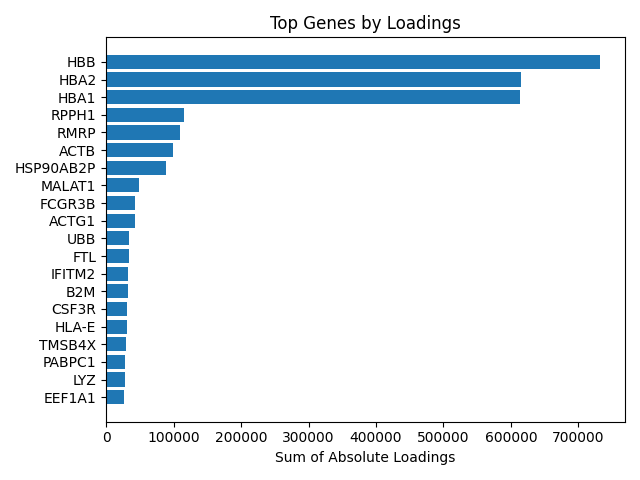 Top Genes by Loadings
HBB
HBA2
HBA1
RPPH1
RMRP
ACTB
HSP90AB2P
MALAT1
FCGR3B
ACTG1
UBB
FTL
IFITM2
B2M
CSF3R
HLA-E
TMSB4X
PABPC1
LYZ
EEF1A1
0 100000 200000 300000 400000 500000 600000 700000
Sum of Absolute Loadings